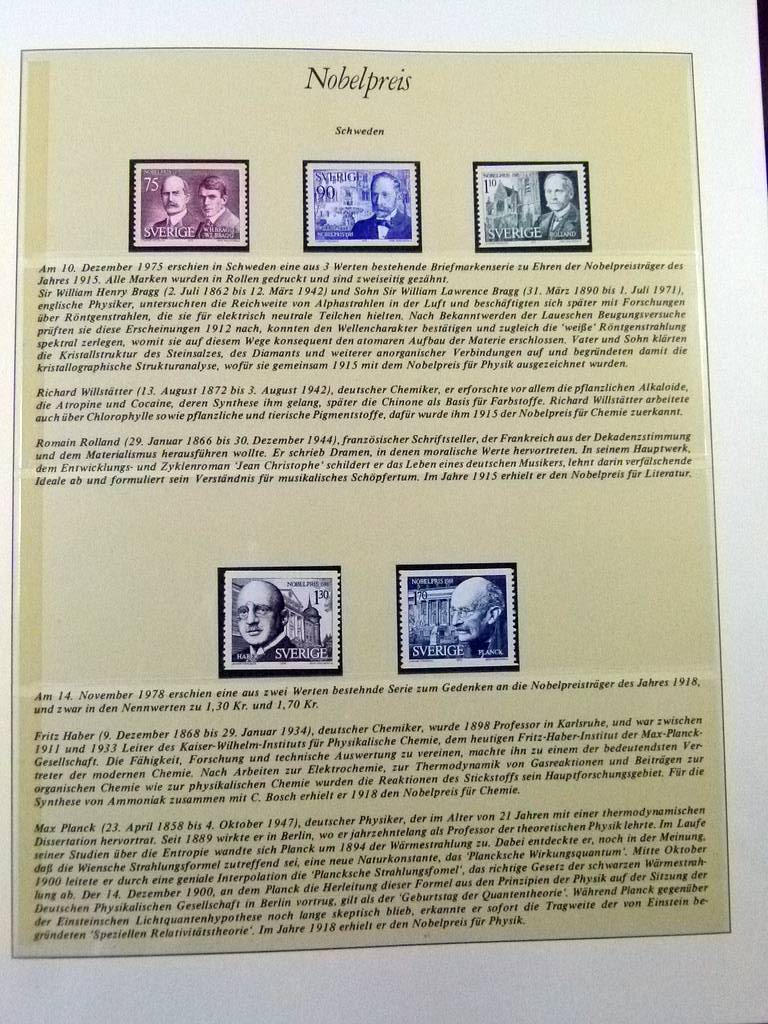 Nobelpreis
Schweden
NOBELPRIS 1915
75
W.H.BRAGG
W.L.BRAGG
SVERIGE
SVERIGE
90
NOBELPRIS 1915
1.10
ROLLAND
SVERIGE
Am 10. Dezember 1975 erschien in Schweden eine aus 3 Werten bestehende Briefmarkenserie zu Ehren der Nobelpreisträger des
Jahres 1915. Alle Marken wurden in Rollen gedruckt und sind zweiseitig gezähnt.
Sir William Henry Bragg (2. Juli 1862 bis 12. März 1942) und Sohn Sir William Lawrence Bragg (31. März 1890 bis 1. Juli 1971),
englische Physiker, untersuchten die Reichweite von Alphastrahlen in der Luft und beschäftigten sich später mit Forschungen
über Röntgenstrahlen, die sie für elektrisch neutrale Teilchen hielten. Nach Bekanntwerden der Laueschen Beugungsversuche
prüften sie diese Erscheinungen 1912 nach, konnten den Wellencharakter bestätigen und zugleich die 'weiße' Röntgenstrahlung
spektral zerlegen, womit sie auf diesem Wege konsequent den atomaren Aufbau der Materie erschlossen. Vater und Sohn klärten
die Kristallstruktur des Steinsalzes, des Diamants und weiterer anorganischer Verbindungen auf und begründeten damit die
kristallographische Strukturanalyse, wofür sie gemeinsam 1915 mit dem Nobelpreis für Physik ausgezeichnet wurden.
Richard Willstätter (13. August 1872 bis 3. August 1942), deutscher Chemiker, er erforschte vor allem die pflanzlichen Alkaloide,
die Atropine und Cocaine, deren Synthese ihm gelang, später die Chinone als Basis für Farbstoffe. Richard Willstätter arbeitete
auch über Chlorophylle sowie pflanzliche und tierische Pigmentstoffe, dafür wurde ihm 1915 der Nobelpreis für Chemie zuerkannt.
Romain Rolland (29. Januar 1866 bis 30. Dezember 1944), französischer Schriftsteller, der Frankreich aus der Dekadenzstimmung
und dem Materialismus herausführen wollte. Er schrieb Dramen, in denen moralische Werte hervortreten. In seinem Hauptwerk,
dem Entwicklungs- und Zyklenroman 'Jean Christophe' schildert er das Leben eines deutschen Musikers, lehnt darin verfälschende
Ideale ab und formuliert sein Verständnis für musikalisches Schöpfertum. Im Jahre 1915 erhielt er den Nobelpreis für Literatur.
NOBELPRIS 1918
1.30
HABER
SVERIGE
NOBELPRIS 1918
1.70
SVERIGE
PLANCK
Am 14. November 1978 erschien eine aus zwei Werten bestehnde Serie zum Gedenken an die Nobelpreisträger des Jahres 1918,
und zwar in den Nennwerten zu 1,30 Kr. und 1,70 Kr.
Fritz Haber (9. Dezember 1868 bis 29. Januar 1934), deutscher Chemiker, wurde 1898 Professor in Karlsruhe, und war zwischen
1911 und 1933 Leiter des Kaiser-Wilhelm-Instituts für Physikalische Chemie, dem heutigen Fritz-Haber-Institut der Max-Planck-
Gesellschaft. Die Fähigkeit, Forschung und technische Auswertung zu vereinen, machte ihn zu einem der bedeutendsten Ver-
treter der modernen Chemie. Nach Arbeiten zur Elektrochemie, zur Thermodynamik von Gasreaktionen und Beiträgen zur
organischen Chemie wie zur physikalischen Chemie wurden die Reaktionen des Stickstoffs sein Hauptforschungsgebiet. Für die
Synthese von Ammoniak zusammen mit C. Bosch erhielt er 1918 den Nobelpreis für Chemie.
Max Planck (23. April 1858 bis 4. Oktober 1947), deutscher Physiker, der im Alter von 21 Jahren mit einer thermodynamischen
Dissertation hervortrat. Seit 1889 wirkte er in Berlin, wo er jahrzehntelang als Professor der theoretischen Physik lehrte. Im Laufe
seiner Studien über die Entropie wandte sich Planck um 1894 der Wärmestrahlung zu. Dabei entdeckte er, noch in der Meinung,
daß die Wiensche Strahlungsformel zutreffend sei, eine neue Naturkonstante, das 'Plancksche Wirkungsquantum'. Mitte Oktober
1900 leitete er durch eine geniale Interpolation die 'Plancksche Strahlungsfomel', das richtige Gesetz der schwarzen Wärmestrah-
lung ab. Der 14. Dezember 1900, an dem Planck die Herleitung dieser Formel aus den Prinzipien der Physik auf der Sitzung der
Deutschen Physikalischen Gesellschaft in Berlin vortrug, gilt als der 'Geburtstag der Quantentheorie'. Während Planck gegenüber
der Einsteinschen Lichtquantenhypothese noch lange skeptisch blieb, erkannte er sofort die Tragweite der von Einstein be-
gründeten 'Speziellen Relativitätstheorie'. Im Jahre 1918 erhielt er den Nobelpreis für Physik.